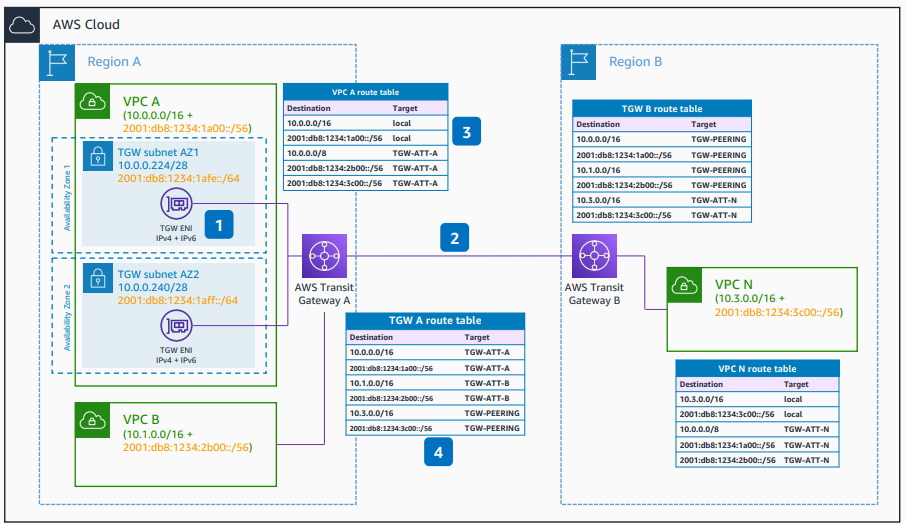 AWS Cloud
Region A
VPC A
(10.0.0.0/16 +
2001:db8:1234:1a00::/56)
Availability Zone 1
TGW subnet AZ1
10.0.0.224/28
2001:db8:1234:1afe::/64
TGW ENI
IPv4 + IPv6
1
Availability Zone 2
TGW subnet AZ2
10.0.0.240/28
2001:db8:1234:1aff::/64
TGW ENI
IPv4 + IPv6
VPC B
(10.1.0.0/16 +
2001:db8:1234:2b00::/56)
VPC A route table
Destination Target
10.0.0.0/16 local
2001:db8:1234:1a00::/56 local
10.0.0.0/8 TGW-ATT-A
2001:db8:1234:2b00::/56 TGW-ATT-A
2001:db8:1234:3c00::/56 TGW-ATT-A
3
AWS Transit
Gateway A
2
TGW A route table
Destination Target
10.0.0.0/16 TGW-ATT-A
2001:db8:1234:1a00::/56 TGW-ATT-A
10.1.0.0/16 TGW-ATT-B
2001:db8:1234:2b00::/56 TGW-ATT-B
10.3.0.0/16 TGW-PEERING
2001:db8:1234:3c00::/56 TGW-PEERING
4
Region B
TGW B route table
Destination Target
10.0.0.0/16 TGW-PEERING
2001:db8:1234:1a00::/56 TGW-PEERING
10.1.0.0/16 TGW-PEERING
2001:db8:1234:2b00::/56 TGW-PEERING
10.3.0.0/16 TGW-ATT-N
2001:db8:1234:3c00::/56 TGW-ATT-N
AWS Transit
Gateway B
VPC N
(10.3.0.0/16 +
2001:db8:1234:3c00::/56)
VPC N route table
Destination Target
10.3.0.0/16 local
2001:db8:1234:3c00::/56 local
10.0.0.0/8 TGW-ATT-N
2001:db8:1234:1a00::/56 TGW-ATT-N
2001:db8:1234:2b00::/56 TGW-ATT-N